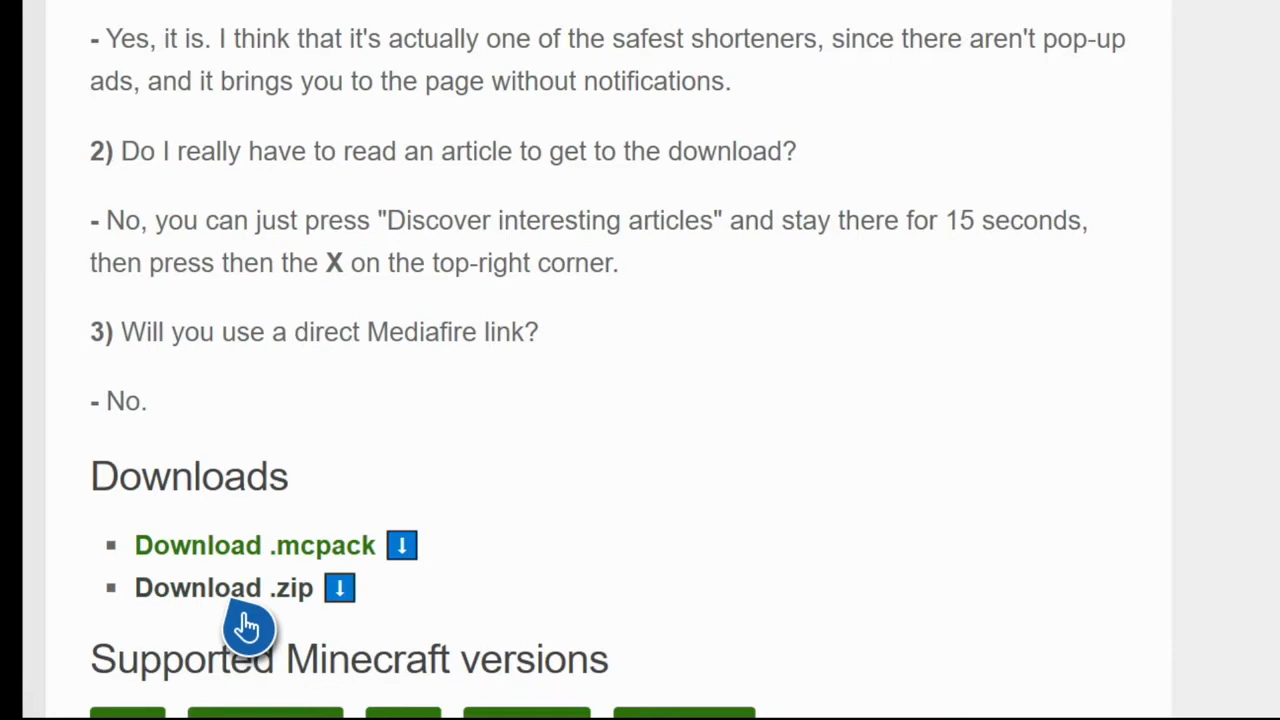 - Yes, it is. I think that it's actually one of the safest shorteners, since there aren't pop-up
ads, and it brings you to the page without notifications.
2) Do I really have to read an article to get to the download?
- No, you can just press "Discover interesting articles" and stay there for 15 seconds,
then press then the X on the top-right corner.
3) Will you use a direct Mediafire link?
- No.
Downloads
▪ Download .mcpack ⬇
▪ Download .zip ⬇
Supported Minecraft versions